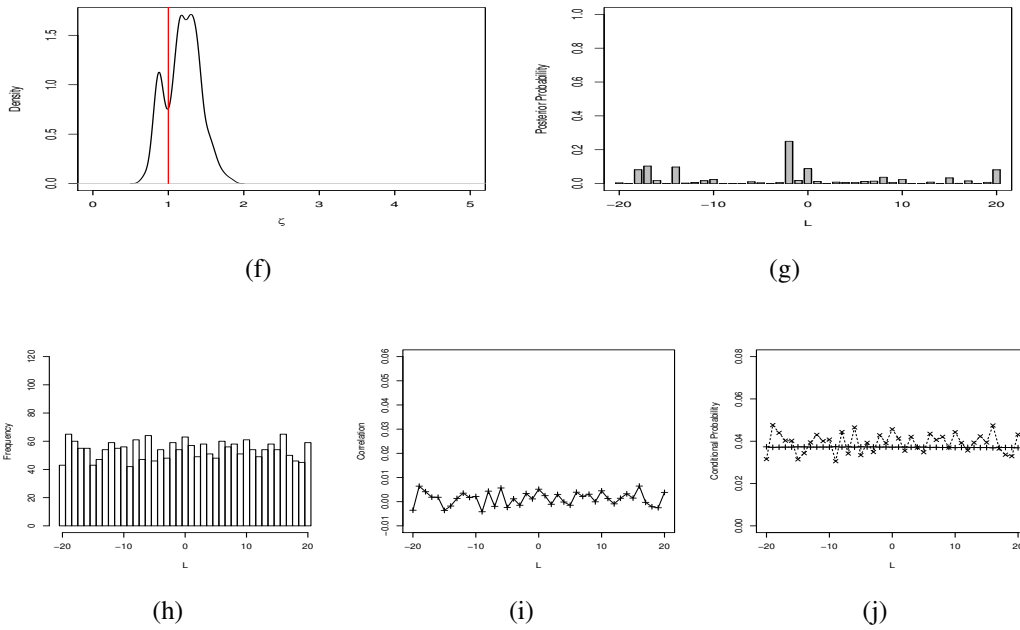 Density
0.0 0.5 1.0 1.5
0 1 2 3 4 5
ζ
(f)
Posterior Probability
0.0 0.2 0.4 0.6 0.8 1.0
−20 −10 0 10 20
L
(g)
Frequency
0 20 40 60 80 100 120
−20 −10 0 10 20
L
(h)
Correlation
−0.01 0.00 0.01 0.02 0.03 0.04 0.05 0.06
−20 −10 0 10 20
L
(i)
Conditional Probability
0.00 0.02 0.04 0.06 0.08
−20 −10 0 10 20
L
(j)